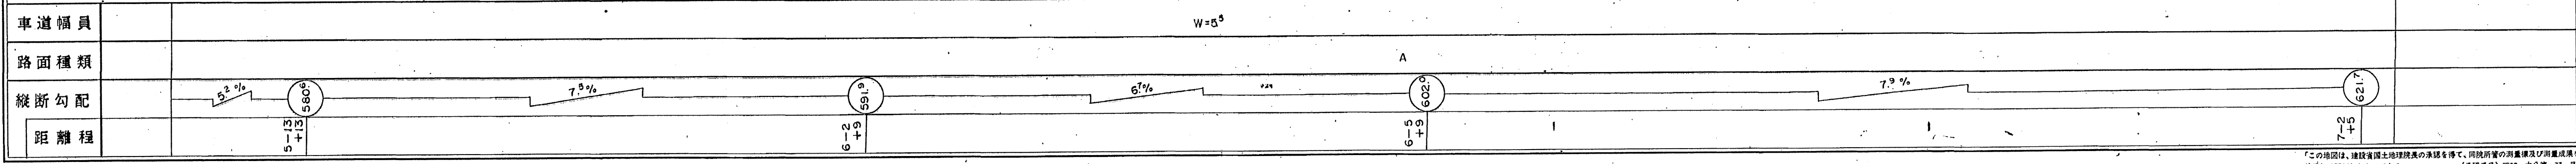 車道幅員
W=5.5
路面種類
A
縦断勾配
5.2% 580.6 7.5% 591.9 6.7% 602.0 7.9% 621.7
距離程
5-13 +13 6-2 +9 6-5 +9 7-2 +5
「この地図は、建設省国土地理院長の承認を得て、同院所管の測量標及び測量成果